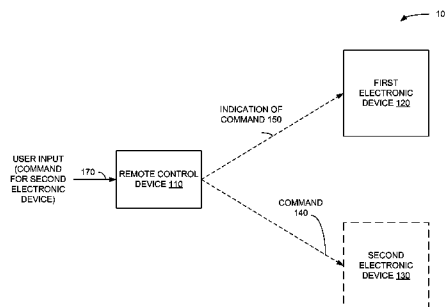 10
FIRST
ELECTRONIC
DEVICE 120
INDICATION OF
COMMAND 150
USER INPUT
(COMMAND
FOR SECOND
ELECTRONIC
DEVICE)
170
REMOTE CONTROL
DEVICE 110
COMMAND
140
SECOND
ELECTRONIC
DEVICE 130